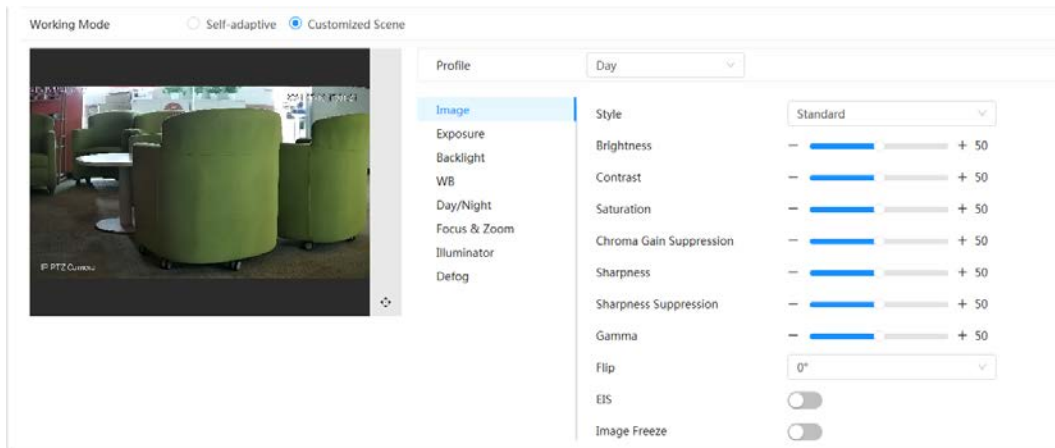 Working Mode Self-adaptive Customized Scene
Profile Day
Image
Exposure
Backlight
WB
Day/Night
Focus & Zoom
Illuminator
Defog
Style Standard
Brightness - + 50
Contrast - + 50
Saturation - + 50
Chroma Gain Suppression - + 50
Sharpness - + 50
Sharpness Suppression - + 50
Gamma - + 50
Flip 0°
EIS
Image Freeze
IP PTZ Camera